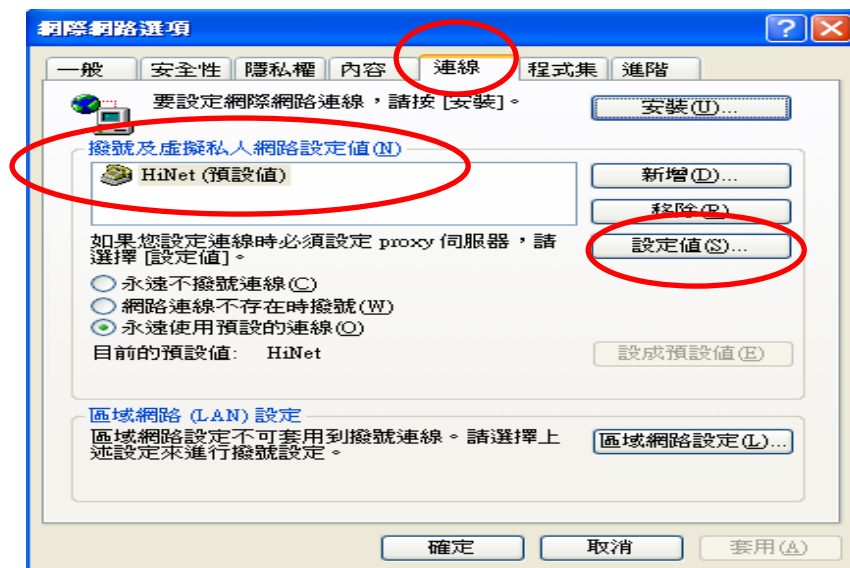 網際網路選項
一般 安全性 隱私權 內容 連線 程式集 進階
要設定網際網路連線，請按 [安裝]。
安裝(U)...
撥號及虛擬私人網路設定值(N)
HiNet (預設值)
新增(D)...
移除(R)
如果您設定連線時必須設定 proxy 伺服器，請
選擇 [設定值]。
設定值(S)...
永遠不撥號連線(C)
網路連線不存在時撥號(W)
永遠使用預設的連線(O)
目前的預設值: HiNet
設成預設值(E)
區域網路 (LAN) 設定
區域網路設定不可套用到撥號連線。請選擇上
述設定來進行撥號設定。
區域網路設定(L)...
確定 取消 套用(A)